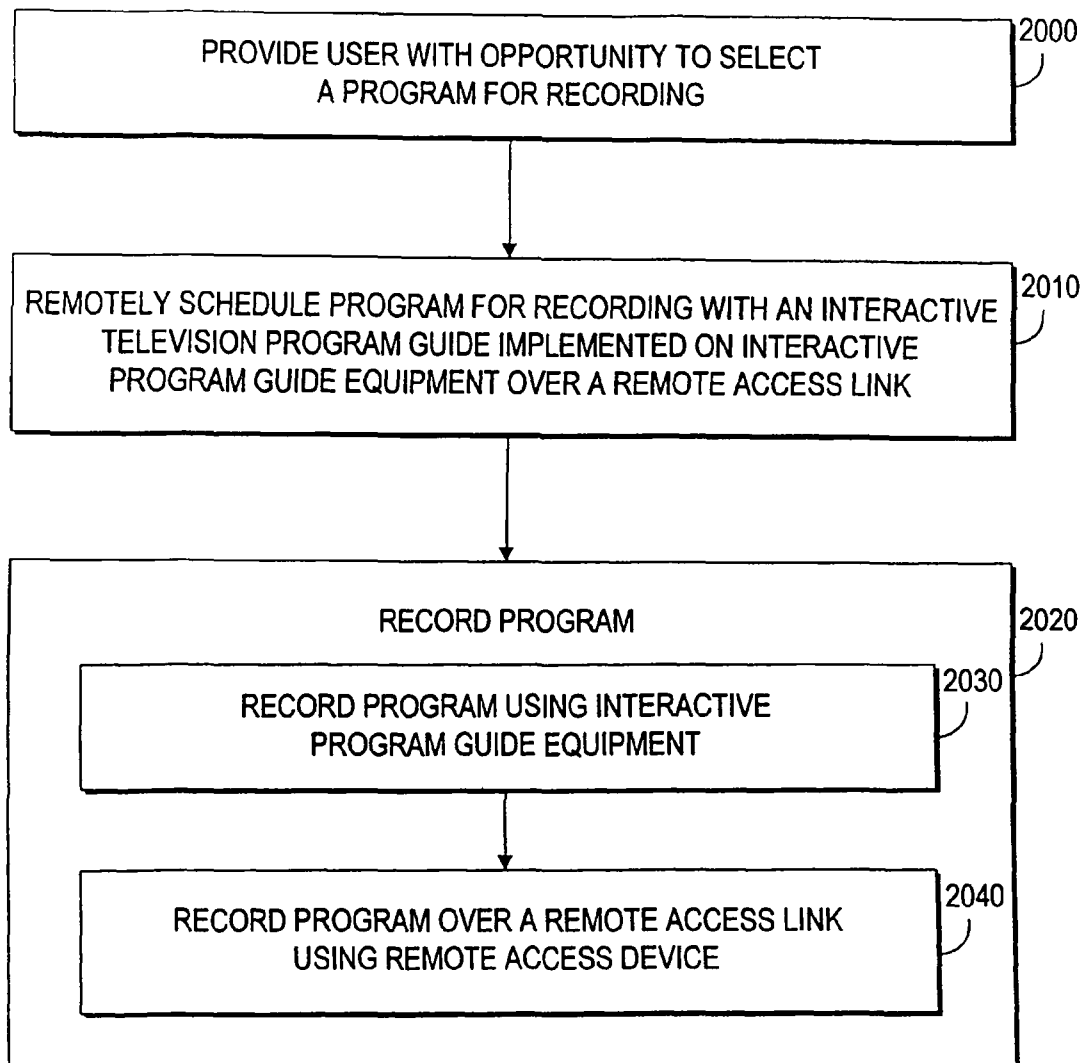 2000
PROVIDE USER WITH OPPORTUNITY TO SELECT
A PROGRAM FOR RECORDING
2010
REMOTELY SCHEDULE PROGRAM FOR RECORDING WITH AN INTERACTIVE
TELEVISION PROGRAM GUIDE IMPLEMENTED ON INTERACTIVE
PROGRAM GUIDE EQUIPMENT OVER A REMOTE ACCESS LINK
RECORD PROGRAM
2020
2030
RECORD PROGRAM USING INTERACTIVE
PROGRAM GUIDE EQUIPMENT
2040
RECORD PROGRAM OVER A REMOTE ACCESS LINK
USING REMOTE ACCESS DEVICE